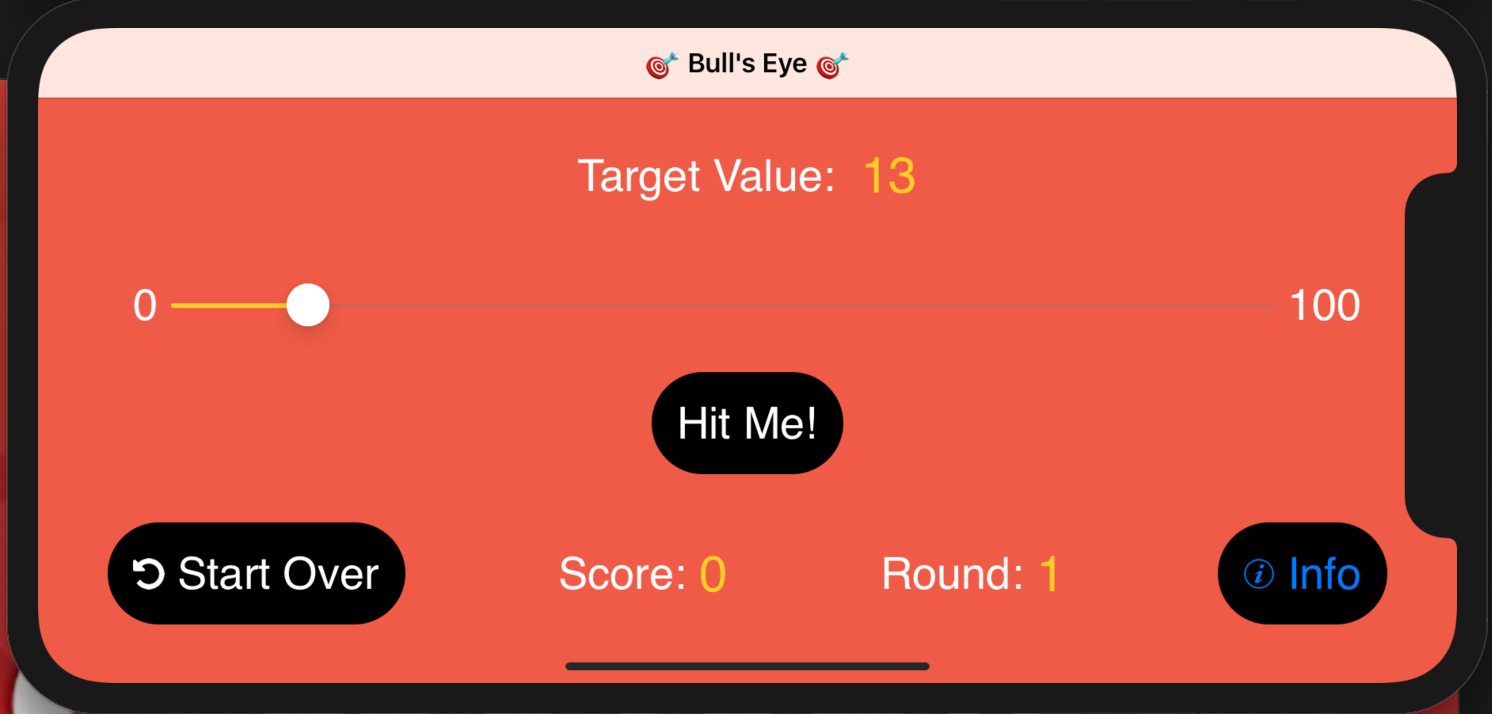 🎯 Bull's Eye 🎯
Target Value: 13
0 100
Hit Me!
Start Over Score: 0 Round: 1 ⓘ Info